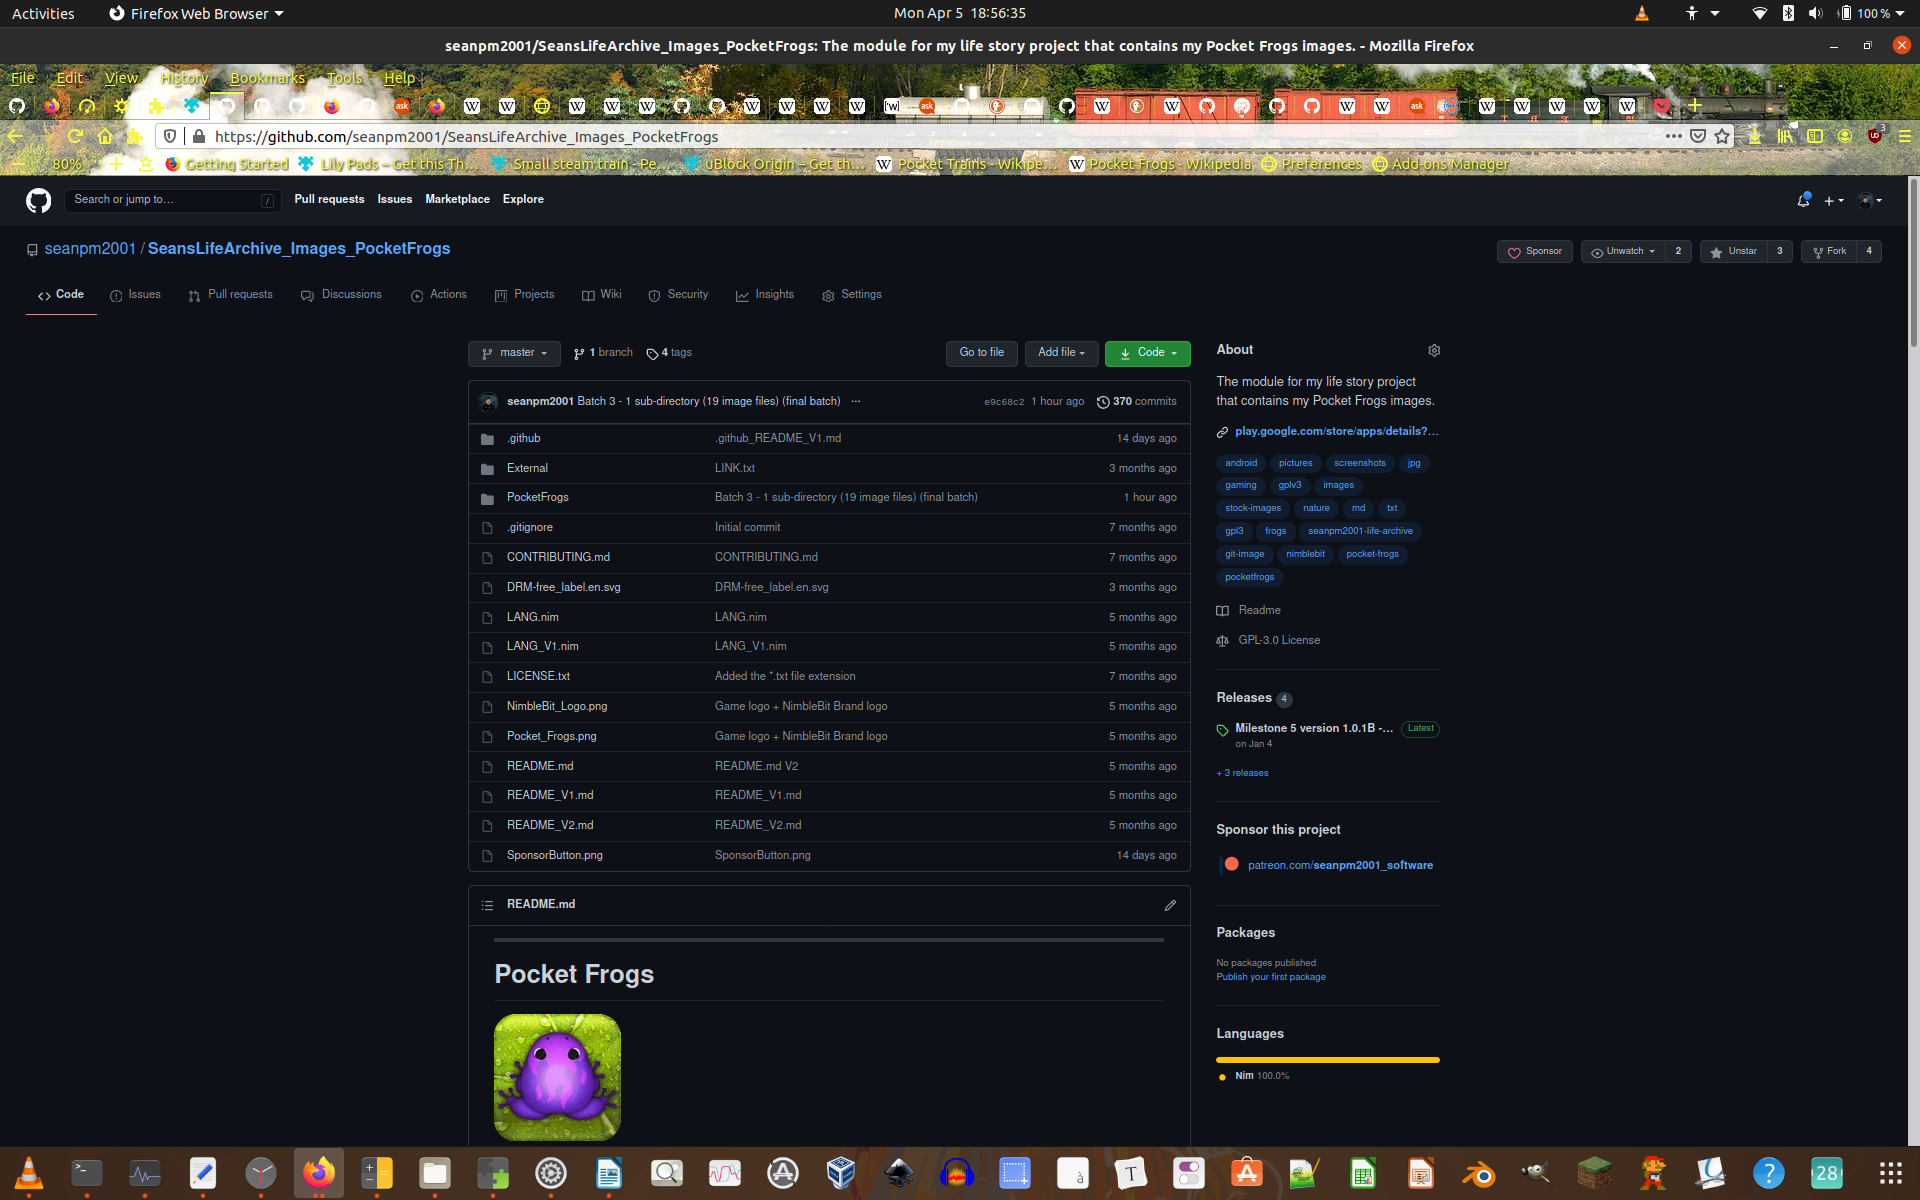 Activities
Firefox Web Browser
Mon Apr 5 18:56:35
100 %
seanpm2001/SeansLifeArchive_Images_PocketFrogs: The module for my life story project that contains my Pocket Frogs images. - Mozilla Firefox
File Edit View History Bookmarks Tools Help
https://github.com/seanpm2001/SeansLifeArchive_Images_PocketFrogs
80%
Getting Started
Lily Pads – Get this Th…
Small steam train - Pe…
uBlock Origin – Get th…
Pocket Trains - Wikipe…
Pocket Frogs - Wikipedia
Preferences
Add-ons Manager
Search or jump to…
/
Pull requests Issues Marketplace Explore
seanpm2001 / SeansLifeArchive_Images_PocketFrogs
Sponsor
Unwatch 2
Unstar 3
Fork 4
Code
Issues
Pull requests
Discussions
Actions
Projects
Wiki
Security
Insights
Settings
master
1 branch
4 tags
Go to file
Add file
Code
seanpm2001 Batch 3 - 1 sub-directory (19 image files) (final batch) ... e9c68c2 1 hour ago 370 commits
.github .github_README_V1.md 14 days ago
External LINK.txt 3 months ago
PocketFrogs Batch 3 - 1 sub-directory (19 image files) (final batch) 1 hour ago
.gitignore Initial commit 7 months ago
CONTRIBUTING.md CONTRIBUTING.md 7 months ago
DRM-free_label.en.svg DRM-free_label.en.svg 3 months ago
LANG.nim LANG.nim 5 months ago
LANG_V1.nim LANG_V1.nim 5 months ago
LICENSE.txt Added the *.txt file extension 7 months ago
NimbleBit_Logo.png Game logo + NimbleBit Brand logo 5 months ago
Pocket_Frogs.png Game logo + NimbleBit Brand logo 5 months ago
README.md README.md V2 5 months ago
README_V1.md README_V1.md 5 months ago
README_V2.md README_V2.md 5 months ago
SponsorButton.png SponsorButton.png 14 days ago
README.md
Pocket Frogs
About
The module for my life story project
that contains my Pocket Frogs images.
play.google.com/store/apps/details?…
android pictures screenshots jpg
gaming gplv3 images
stock-images nature md txt
gpl3 frogs seanpm2001-life-archive
git-image nimblebit pocket-frogs
pocketfrogs
Readme
GPL-3.0 License
Releases 4
Milestone 5 version 1.0.1B -… Latest
on Jan 4
+ 3 releases
Sponsor this project
patreon.com/seanpm2001_software
Packages
No packages published
Publish your first package
Languages
Nim 100.0%